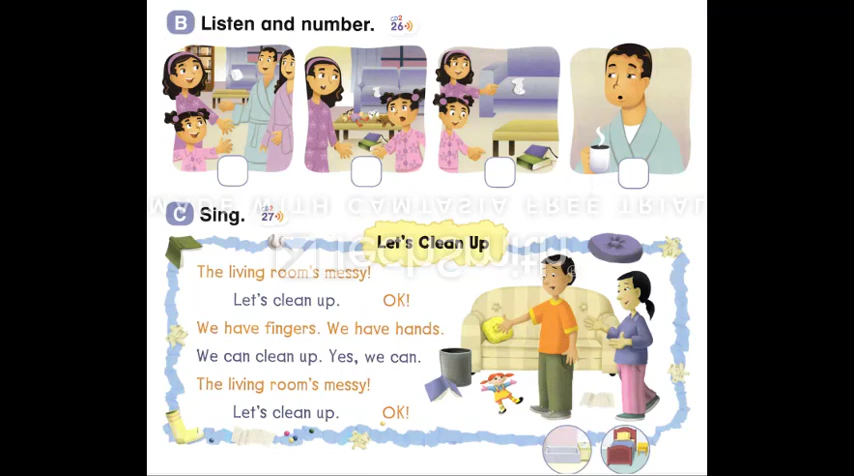 B Listen and number. CD2 26
MADE WITH CAMTASIA FREE TRIAL
C Sing. CD2 27
Let's Clean Up
The living room's messy!
Let's clean up. OK!
We have fingers. We have hands.
We can clean up. Yes, we can.
The living room's messy!
Let's clean up. OK!